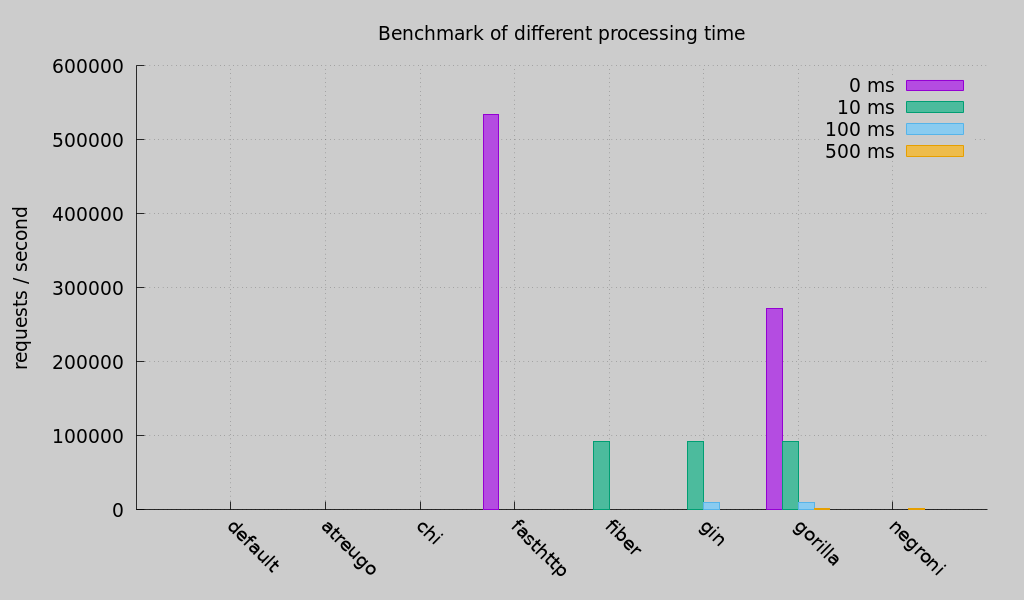 Benchmark of different processing time
600000
500000
400000
300000
200000
100000
0
requests / second
0 ms
10 ms
100 ms
500 ms
default
atreugo
chi
fasthttp
fiber
gin
gorilla
negroni